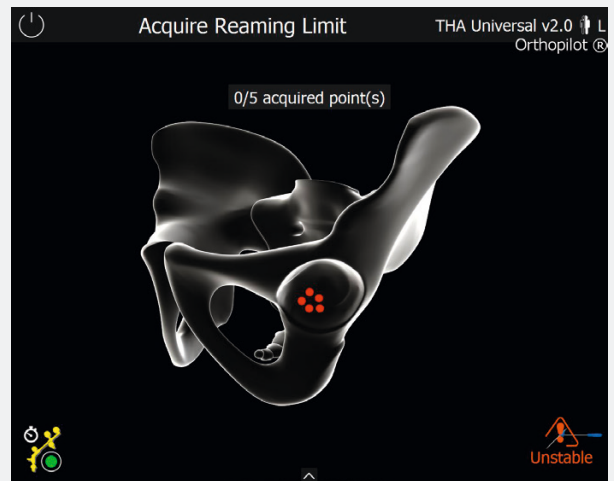 Acquire Reaming Limit
THA Universal v2.0 L
Orthopilot ®
0/5 acquired point(s)
Unstable